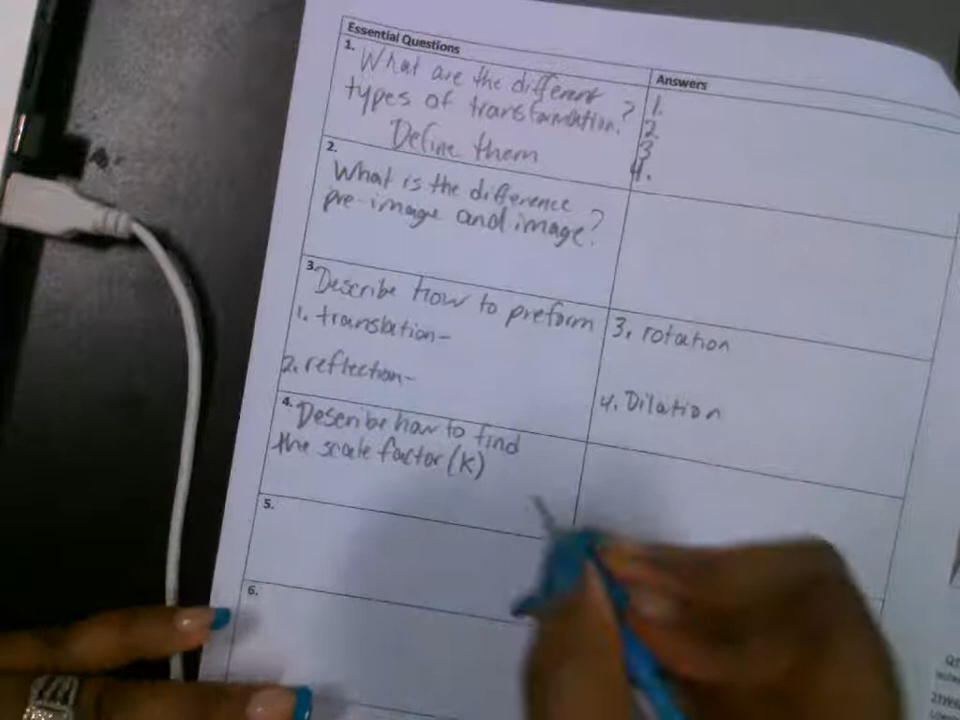 Essential Questions
Answers
1. What are the different
types of transformation?
Define them
1.
2.
3
4.
2. What is the difference
pre-image and image?
3. Describe how to preform
1. translation-
2. reflection-
3. rotation
4. Dilation
4. Describe how to find
the scale factor (K)
5.
6.